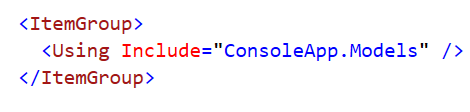 <ItemGroup>
  <Using Include="ConsoleApp.Models" />
</ItemGroup>